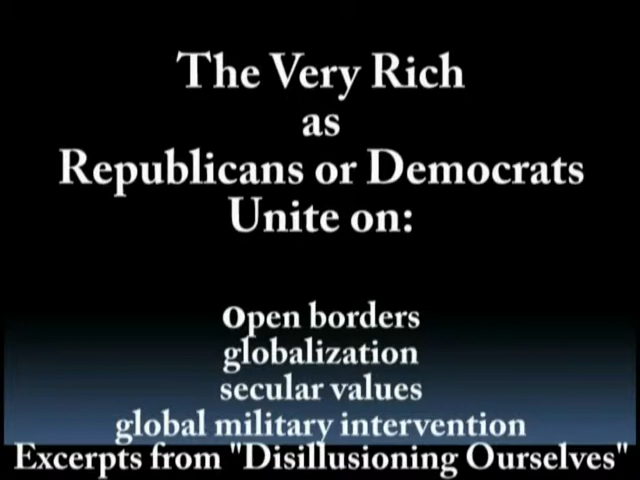 The Very Rich
as
Republicans or Democrats
Unite on:
open borders
globalization
secular values
global military intervention
Excerpts from "Disillusioning Ourselves"